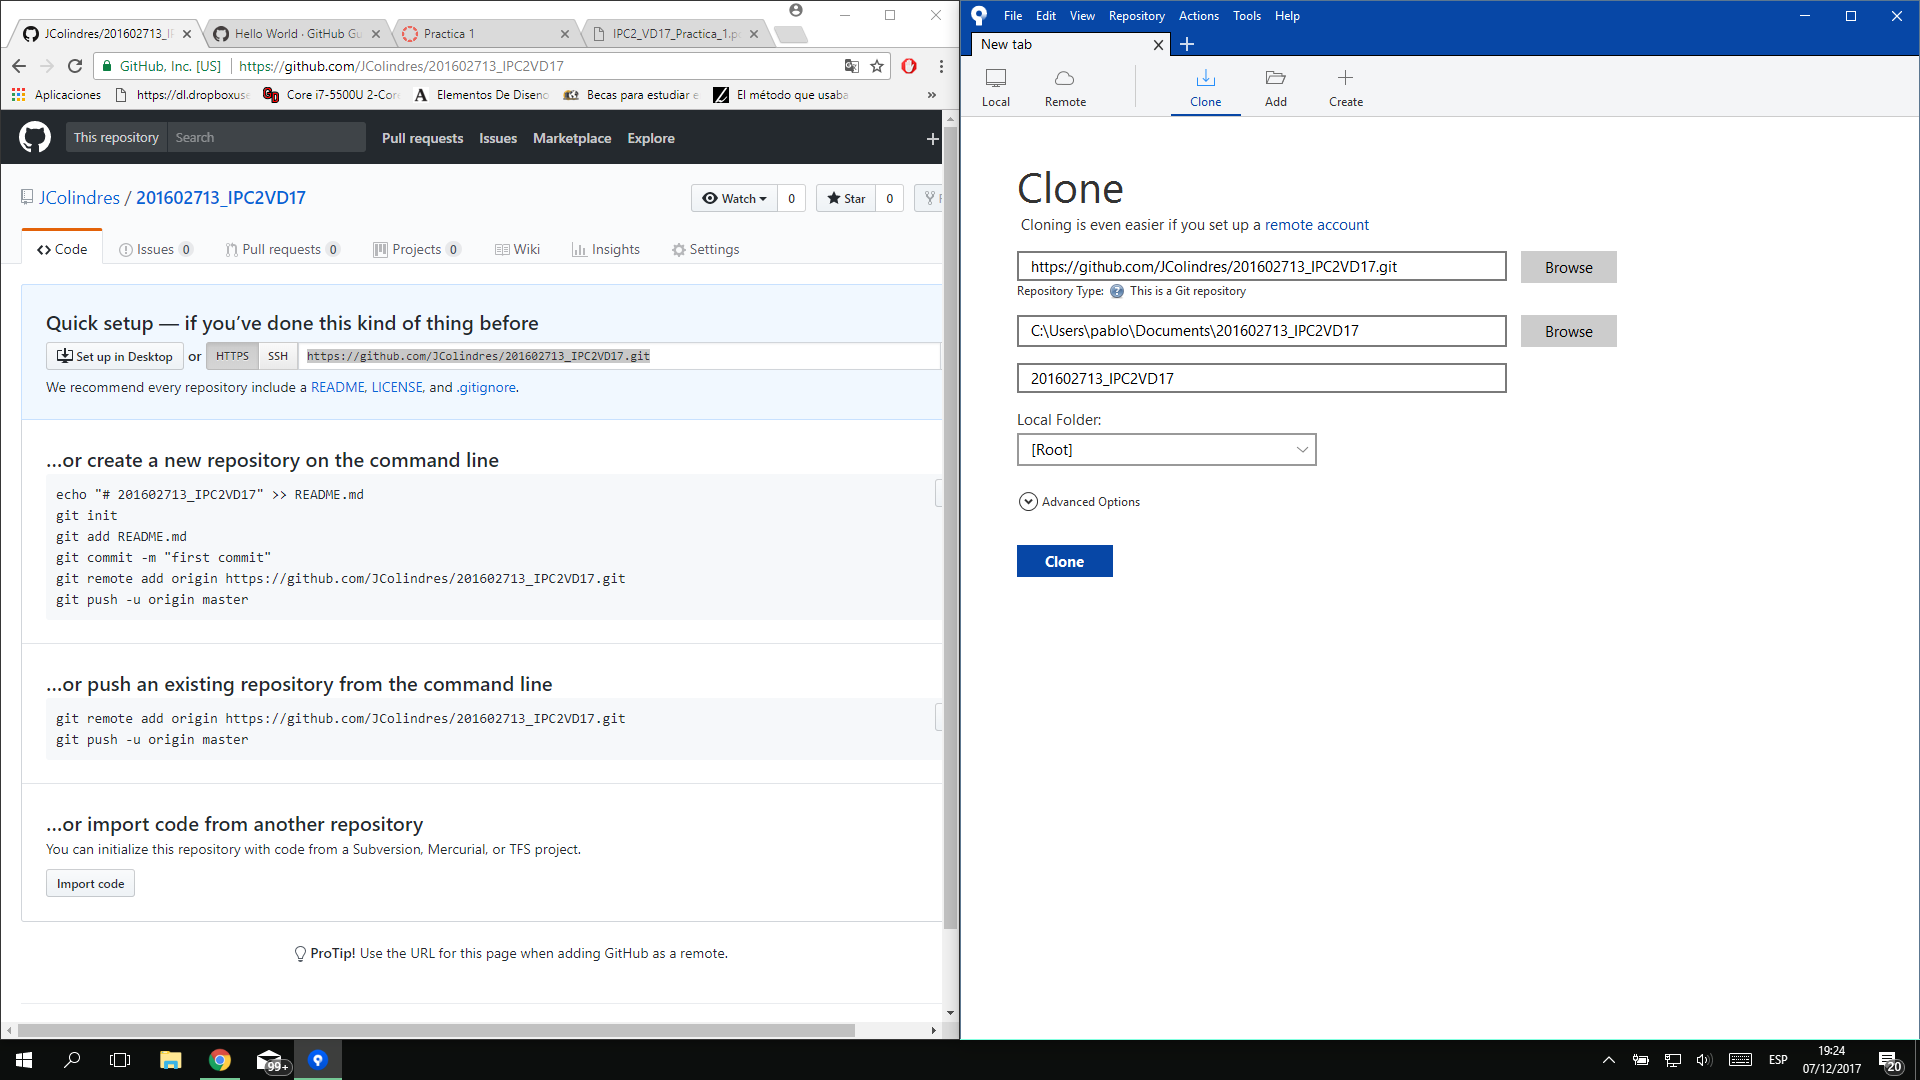 JColindres/201602713_I
Hello World · GitHub Gu
Practica 1
IPC2_VD17_Practica_1.p
GitHub, Inc. [US]
https://github.com/JColindres/201602713_IPC2VD17
Aplicaciones
https://dl.dropboxuse
Core i7-5500U 2-Core
Elementos De Diseno
Becas para estudiar e
El método que usaba
»
This repository
Search
Pull requests
Issues
Marketplace
Explore
JColindres / 201602713_IPC2VD17
Watch
0
Star
0
Code
Issues 0
Pull requests 0
Projects 0
Wiki
Insights
Settings
Quick setup — if you’ve done this kind of thing before
Set up in Desktop
or
HTTPS
SSH
https://github.com/JColindres/201602713_IPC2VD17.git
We recommend every repository include a README, LICENSE, and .gitignore.
…or create a new repository on the command line
echo "# 201602713_IPC2VD17" >> README.md
git init
git add README.md
git commit -m "first commit"
git remote add origin https://github.com/JColindres/201602713_IPC2VD17.git
git push -u origin master
…or push an existing repository from the command line
git remote add origin https://github.com/JColindres/201602713_IPC2VD17.git
git push -u origin master
…or import code from another repository
You can initialize this repository with code from a Subversion, Mercurial, or TFS project.
Import code
ProTip! Use the URL for this page when adding GitHub as a remote.
File
Edit
View
Repository
Actions
Tools
Help
New tab
Local
Remote
Clone
Add
Create
Clone
Cloning is even easier if you set up a remote account
https://github.com/JColindres/201602713_IPC2VD17.git
Browse
Repository Type: This is a Git repository
C:\Users\pablo\Documents\201602713_IPC2VD17
Browse
201602713_IPC2VD17
Local Folder:
[Root]
Advanced Options
Clone
99+
ESP
19:24
07/12/2017
20